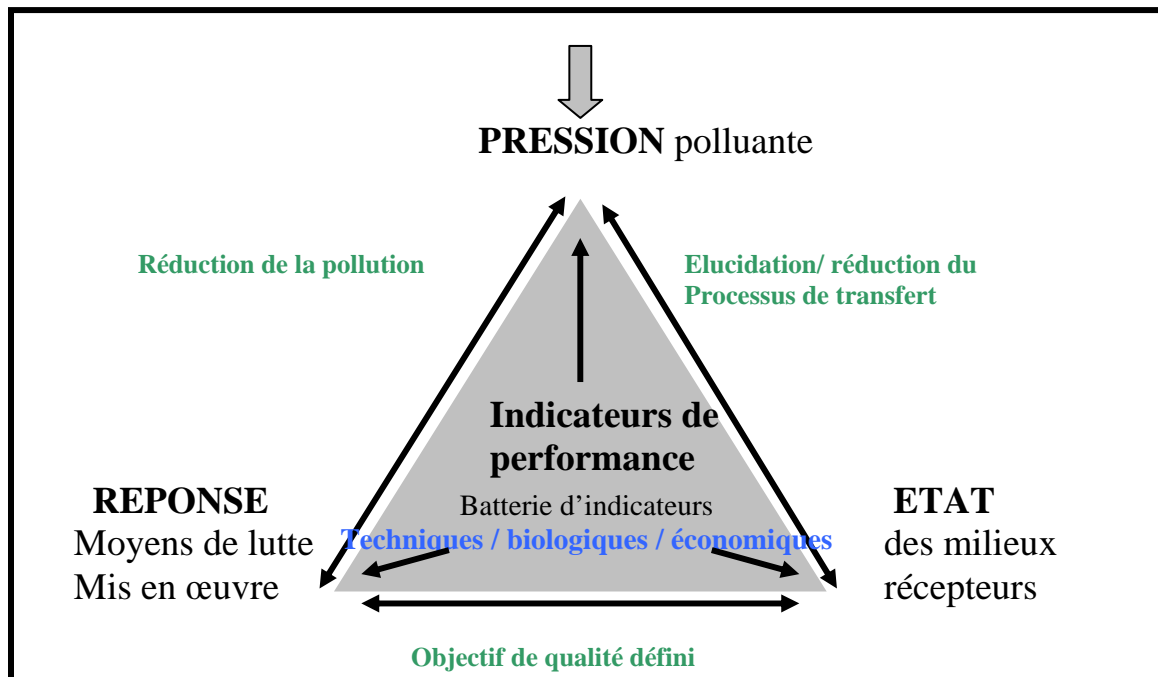 PRESSION polluante
Réduction de la pollution
Elucidation/ réduction du
Processus de transfert
Indicateurs de
performance
Batterie d’indicateurs
Techniques / biologiques / économiques
REPONSE
Moyens de lutte
Mis en œuvre
ETAT
des milieux
récepteurs
Objectif de qualité défini